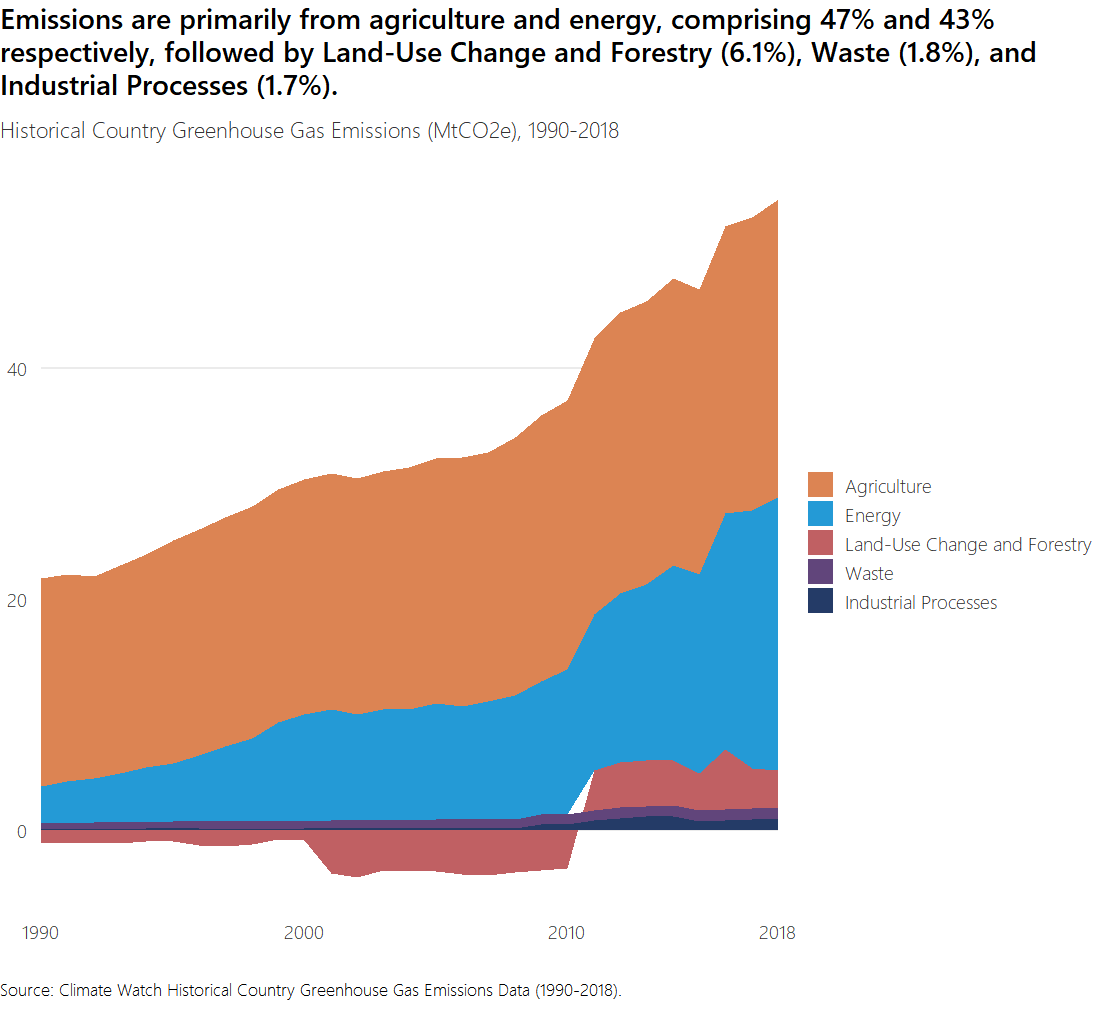 Emissions are primarily from agriculture and energy, comprising 47% and 43%
respectively, followed by Land-Use Change and Forestry (6.1%), Waste (1.8%), and
Industrial Processes (1.7%).
Historical Country Greenhouse Gas Emissions (MtCO2e), 1990-2018
40
20
0
1990
2000
2010
2018
Agriculture
Energy
Land-Use Change and Forestry
Waste
Industrial Processes
Source: Climate Watch Historical Country Greenhouse Gas Emissions Data (1990-2018).